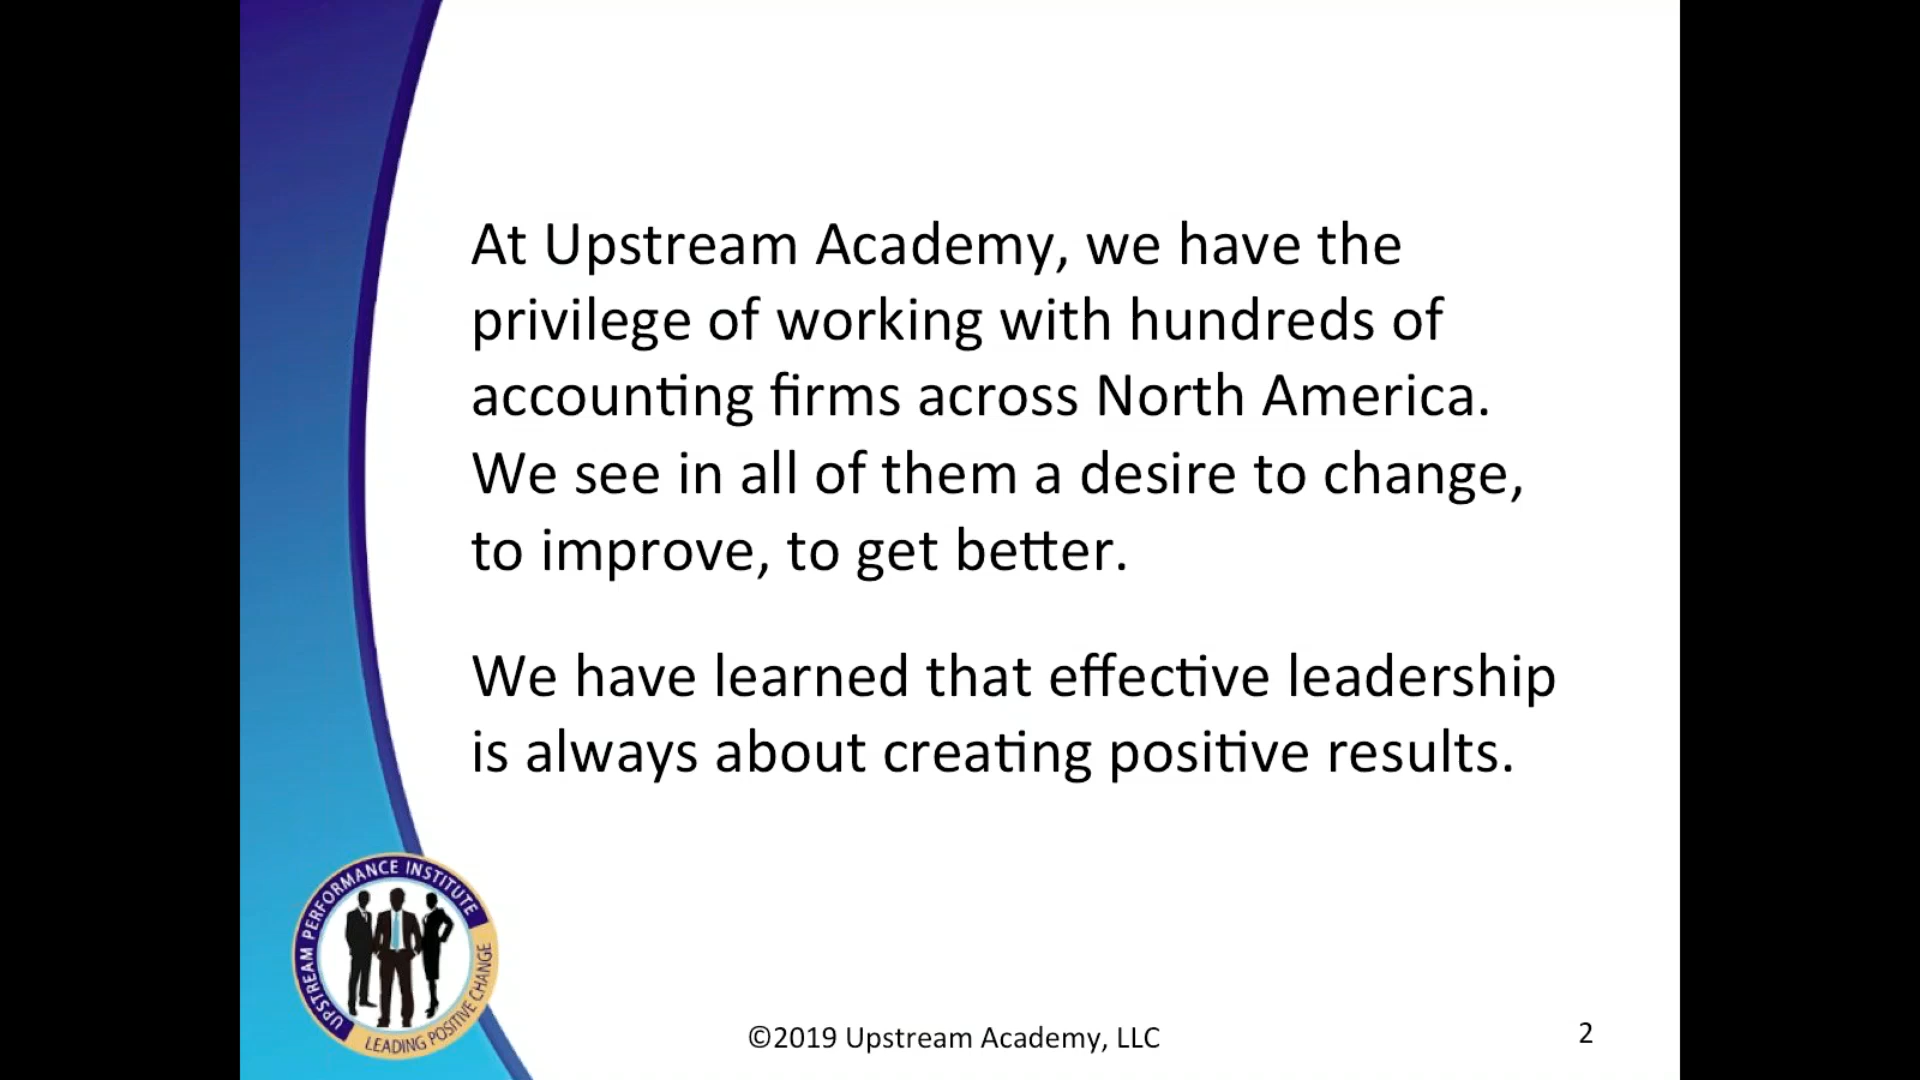 At Upstream Academy, we have the
privilege of working with hundreds of
accounting firms across North America.
We see in all of them a desire to change,
to improve, to get better.
We have learned that effective leadership
is always about creating positive results.
UPSTREAM PERFORMANCE INSTITUTE
LEADING POSITIVE CHANGE
©2019 Upstream Academy, LLC
2